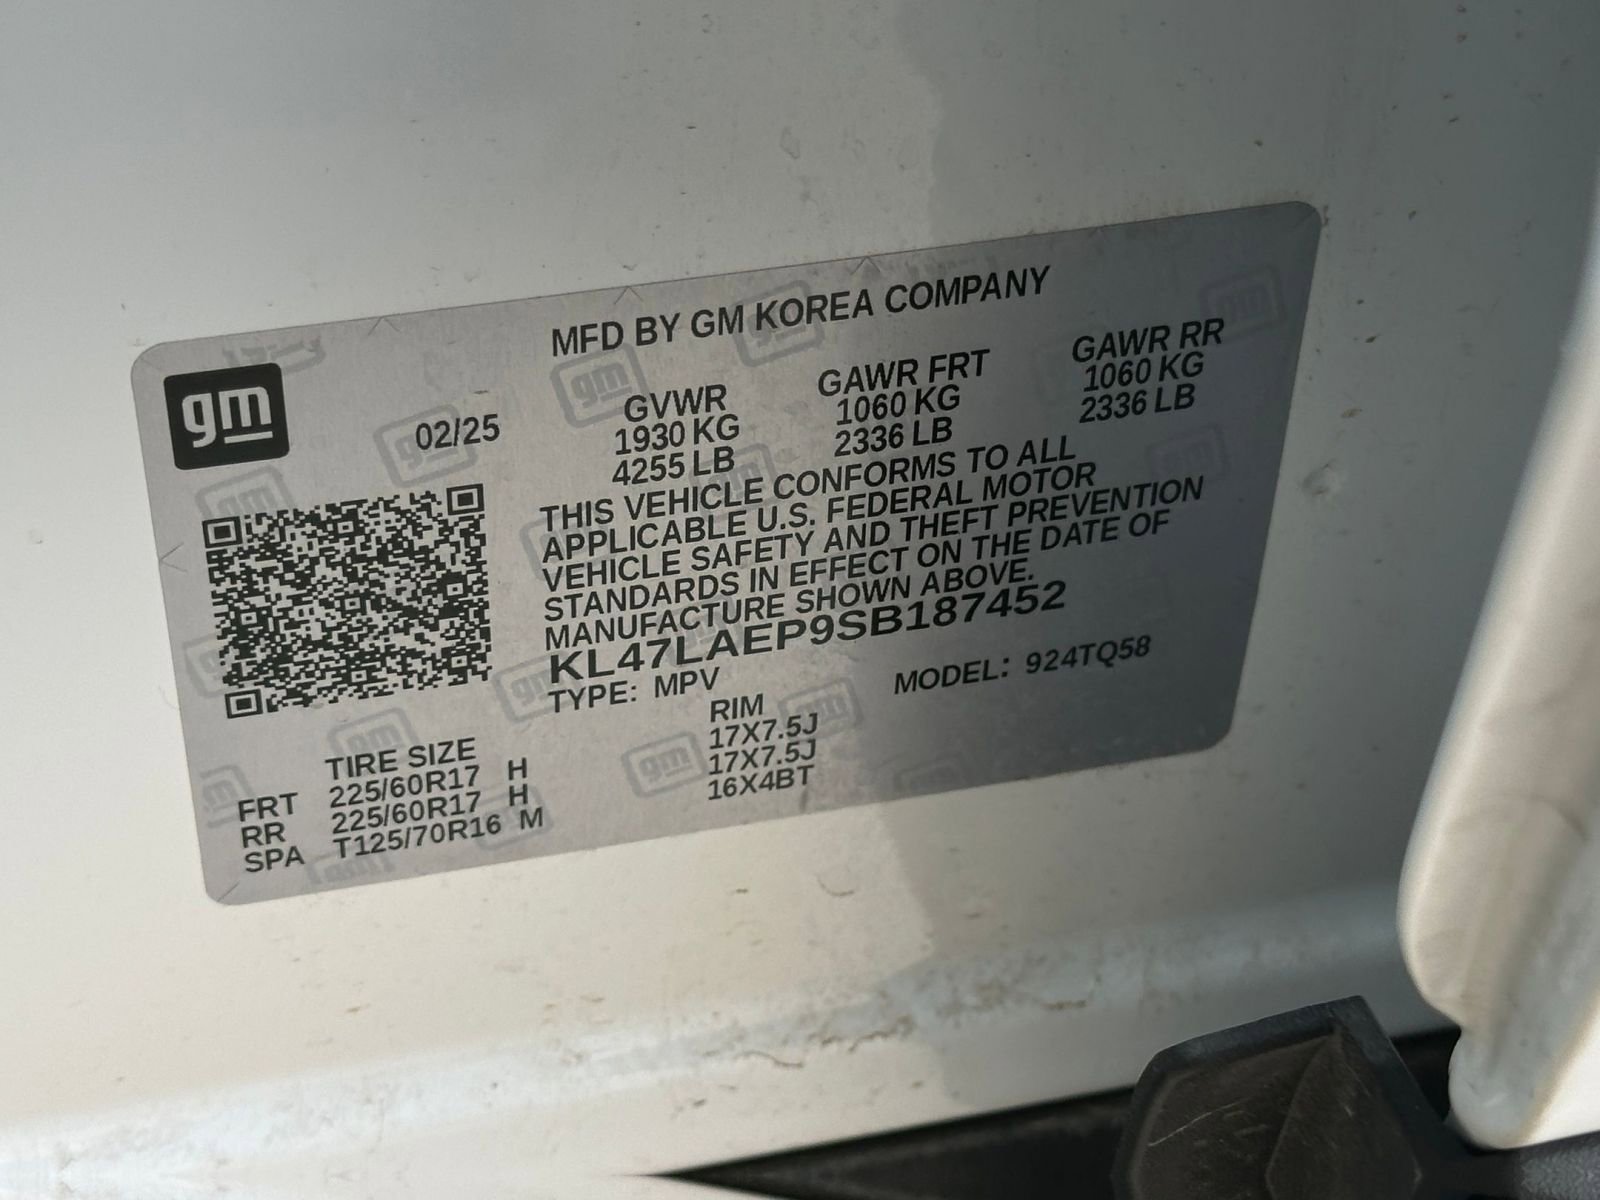 gm
MFD BY GM KOREA COMPANY
02/25
GVWR GAWR FRT GAWR RR
1930 KG 1060 KG 1060 KG
4255 LB 2336 LB 2336 LB
THIS VEHICLE CONFORMS TO ALL
APPLICABLE U.S. FEDERAL MOTOR
VEHICLE SAFETY AND THEFT PREVENTION
STANDARDS IN EFFECT ON THE DATE OF
MANUFACTURE SHOWN ABOVE.
KL47LAEP9SB187452
TYPE: MPV MODEL: 924TQ58
TIRE SIZE RIM
FRT 225/60R17 H 17X7.5J
RR 225/60R17 H 17X7.5J
SPA T125/70R16 M 16X4BT